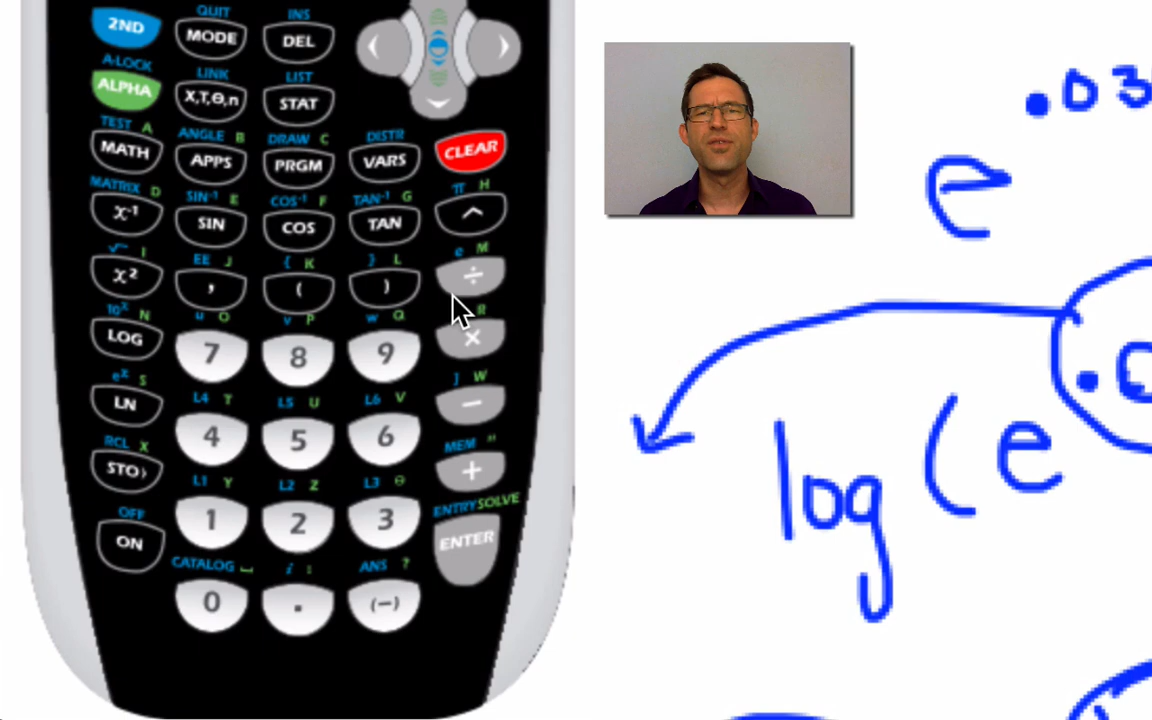 QUIT INS
2ND MODE DEL
A-LOCK LINK LIST
ALPHA X,T,Θ,n STAT
TEST A ANGLE B DRAW C DISTR
MATH APPS PRGM VARS CLEAR
MATRIX D SIN⁻¹ E COS⁻¹ F TAN⁻¹ G π H
x⁻¹ SIN COS TAN ^
√ I EE J { K } L e M
x² , ( ) ÷
10ˣ N u O v P w Q R
LOG 7 8 9 ×
eˣ S L4 T L5 U L6 V ] W
LN 4 5 6 −
RCL X L1 Y L2 Z L3 Θ MEM "
STO› 1 2 3 +
OFF CATALOG ⎵ i : ANS ? ENTRY SOLVE
ON 0 . (−) ENTER
.03
e
log (e